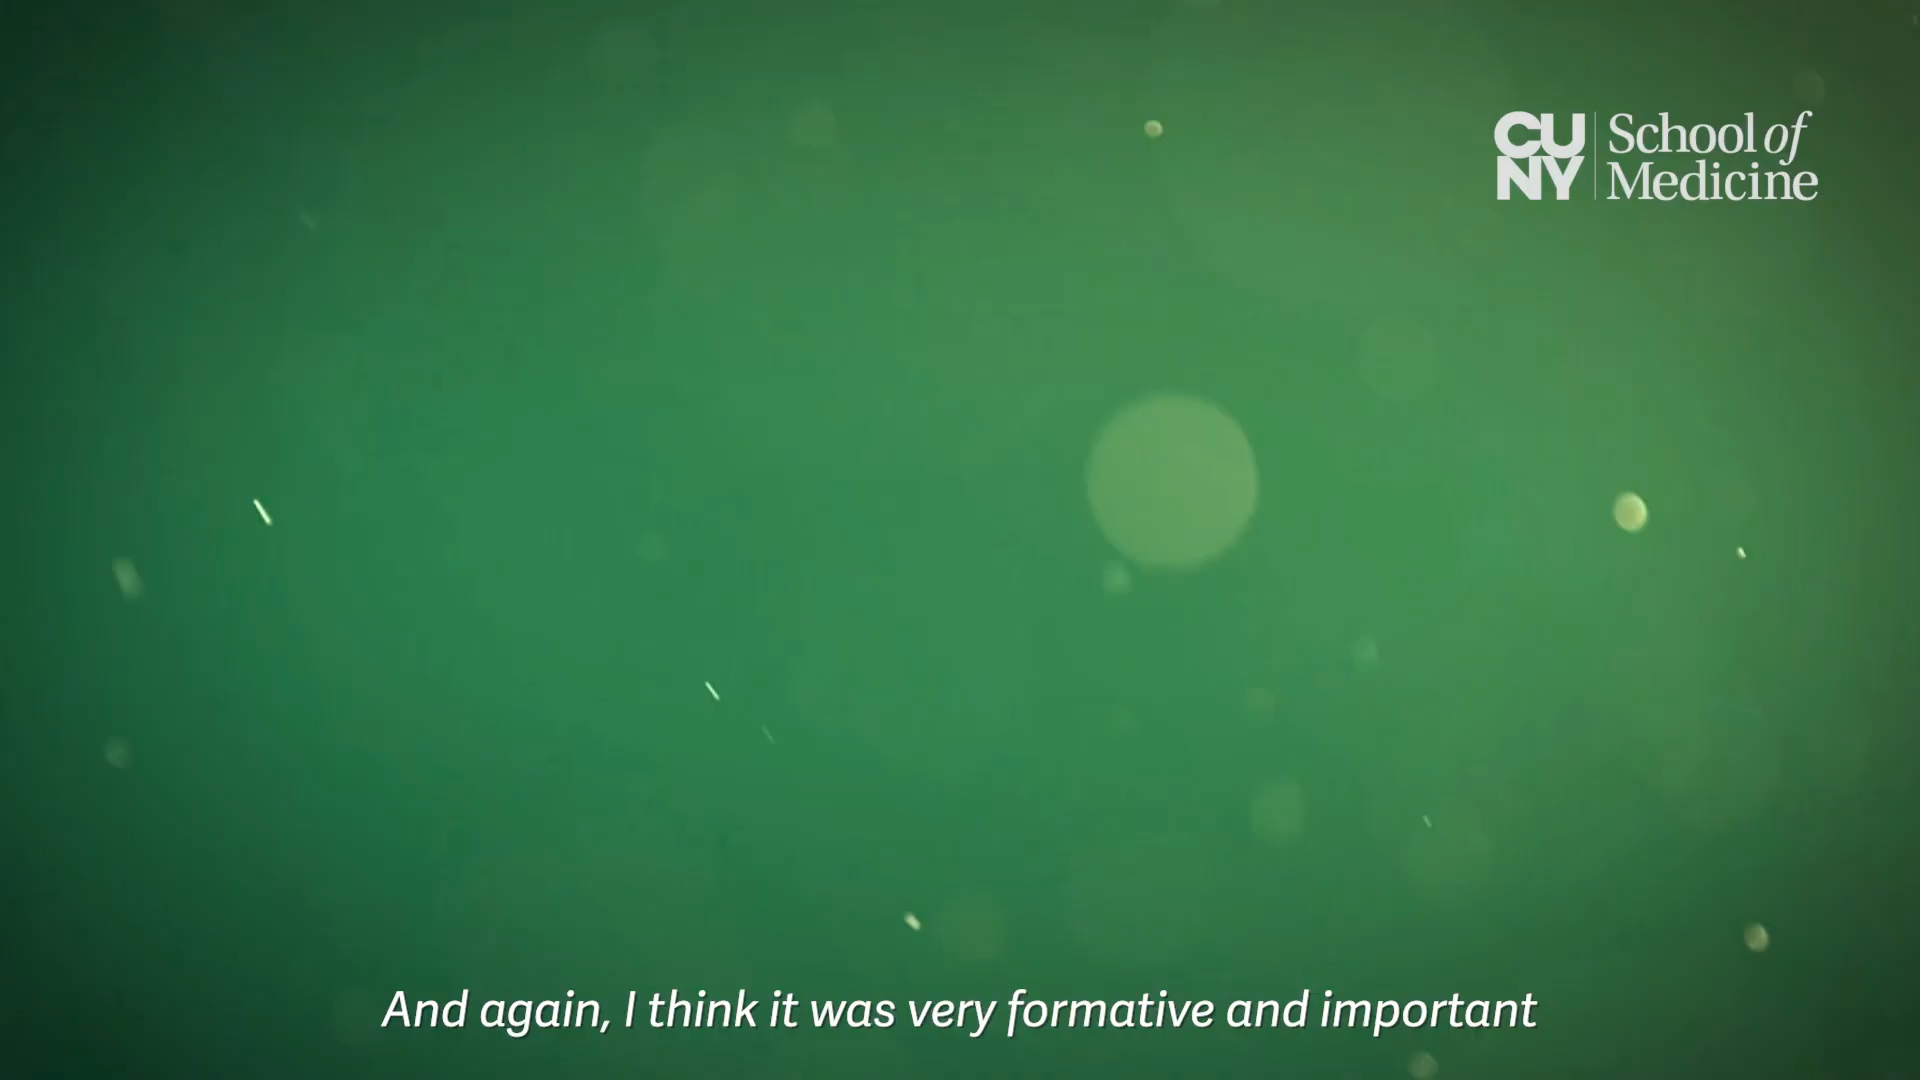 CU
NY
School of
Medicine
And again, I think it was very formative and important